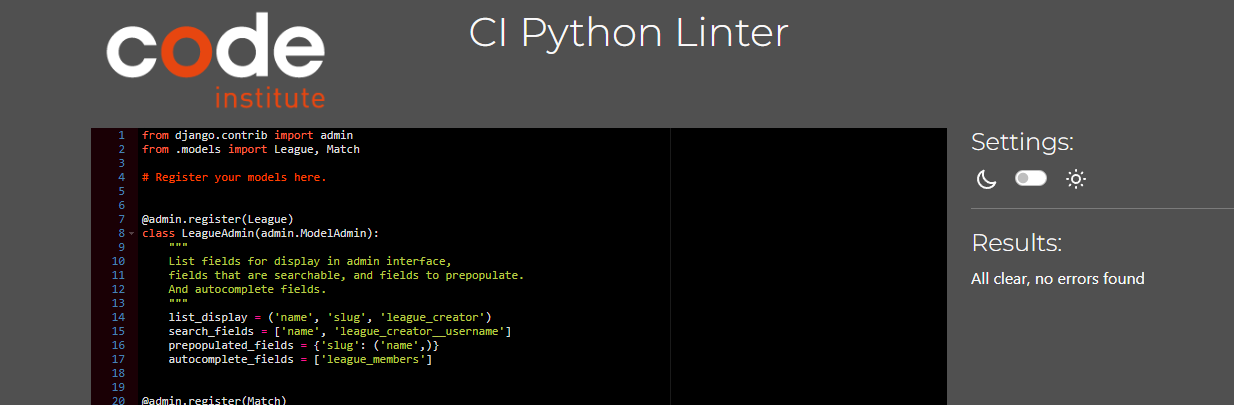 code
institute
CI Python Linter
1 from django.contrib import admin
2 from .models import League, Match
3
4 # Register your models here.
5
6
7 @admin.register(League)
8 class LeagueAdmin(admin.ModelAdmin):
9     """
10     List fields for display in admin interface,
11     fields that are searchable, and fields to prepopulate.
12     And autocomplete fields.
13     """
14     list_display = ('name', 'slug', 'league_creator')
15     search_fields = ['name', 'league_creator__username']
16     prepopulated_fields = {'slug': ('name',)}
17     autocomplete_fields = ['league_members']
18
19
20 @admin.register(Match)
Settings:
Results:
All clear, no errors found